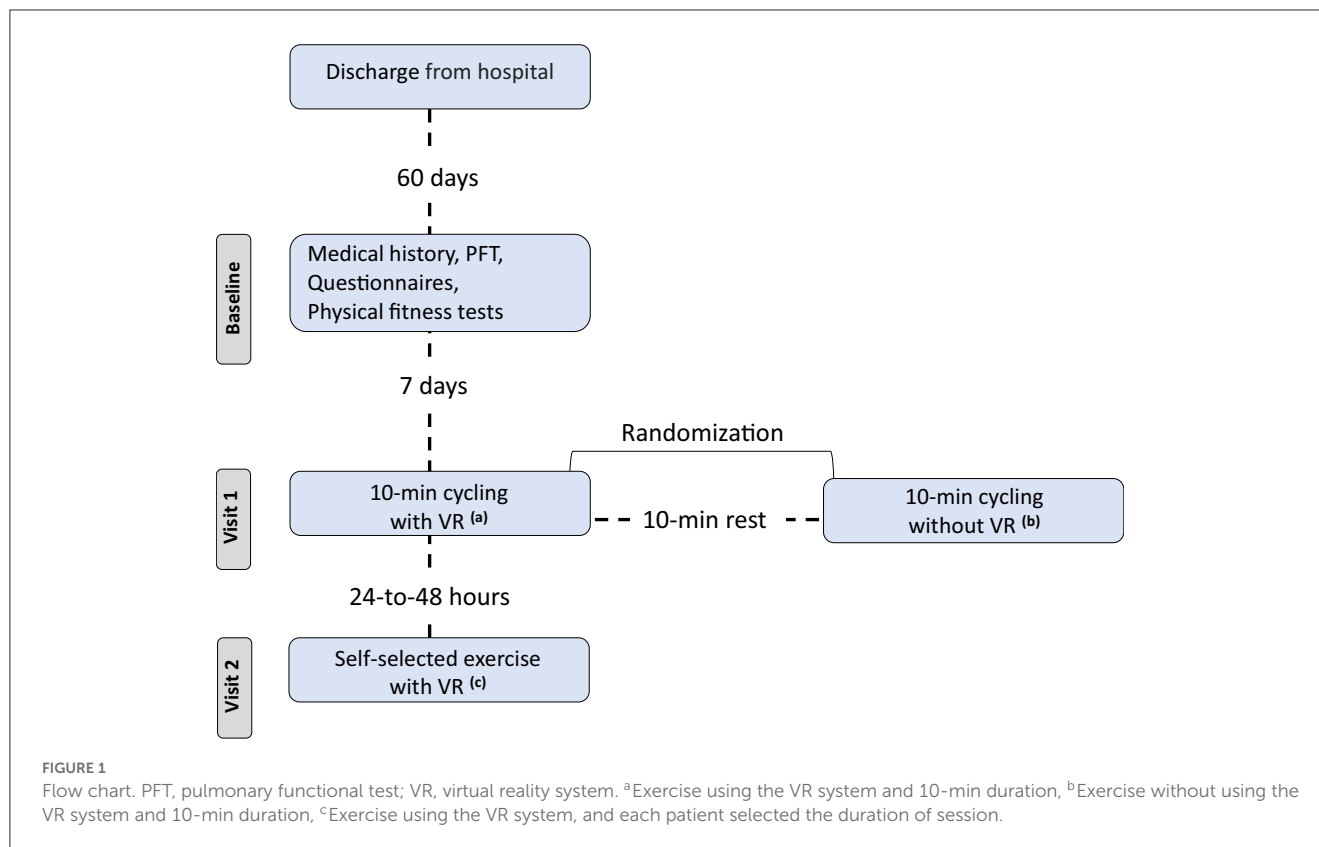 Discharge from hospital
60 days
Baseline
Medical history, PFT,
Questionnaires,
Physical fitness tests
7 days
Randomization
Visit 1
10-min cycling
with VR (a)
10-min rest
10-min cycling
without VR (b)
24-to-48 hours
Visit 2
Self-selected exercise
with VR (c)
FIGURE 1
Flow chart. PFT, pulmonary functional test; VR, virtual reality system. aExercise using the VR system and 10-min duration, bExercise without using the
VR system and 10-min duration, cExercise using the VR system, and each patient selected the duration of session.